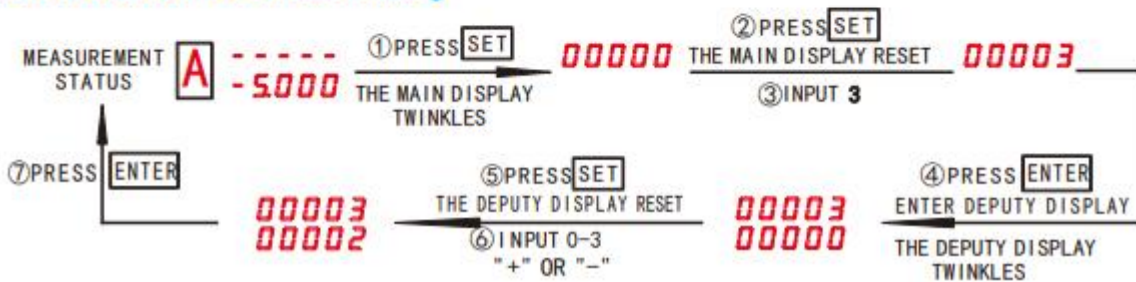 MEASUREMENT STATUS
A
- - - - -
-5.000
①PRESS SET
THE MAIN DISPLAY
TWINKLES
00000
②PRESS SET
THE MAIN DISPLAY RESET
③INPUT 3
00003
④PRESS ENTER
ENTER DEPUTY DISPLAY
THE DEPUTY DISPLAY
TWINKLES
00003
00000
⑤PRESS SET
THE DEPUTY DISPLAY RESET
⑥INPUT 0-3
"+" OR "-"
00003
00002
⑦PRESS ENTER